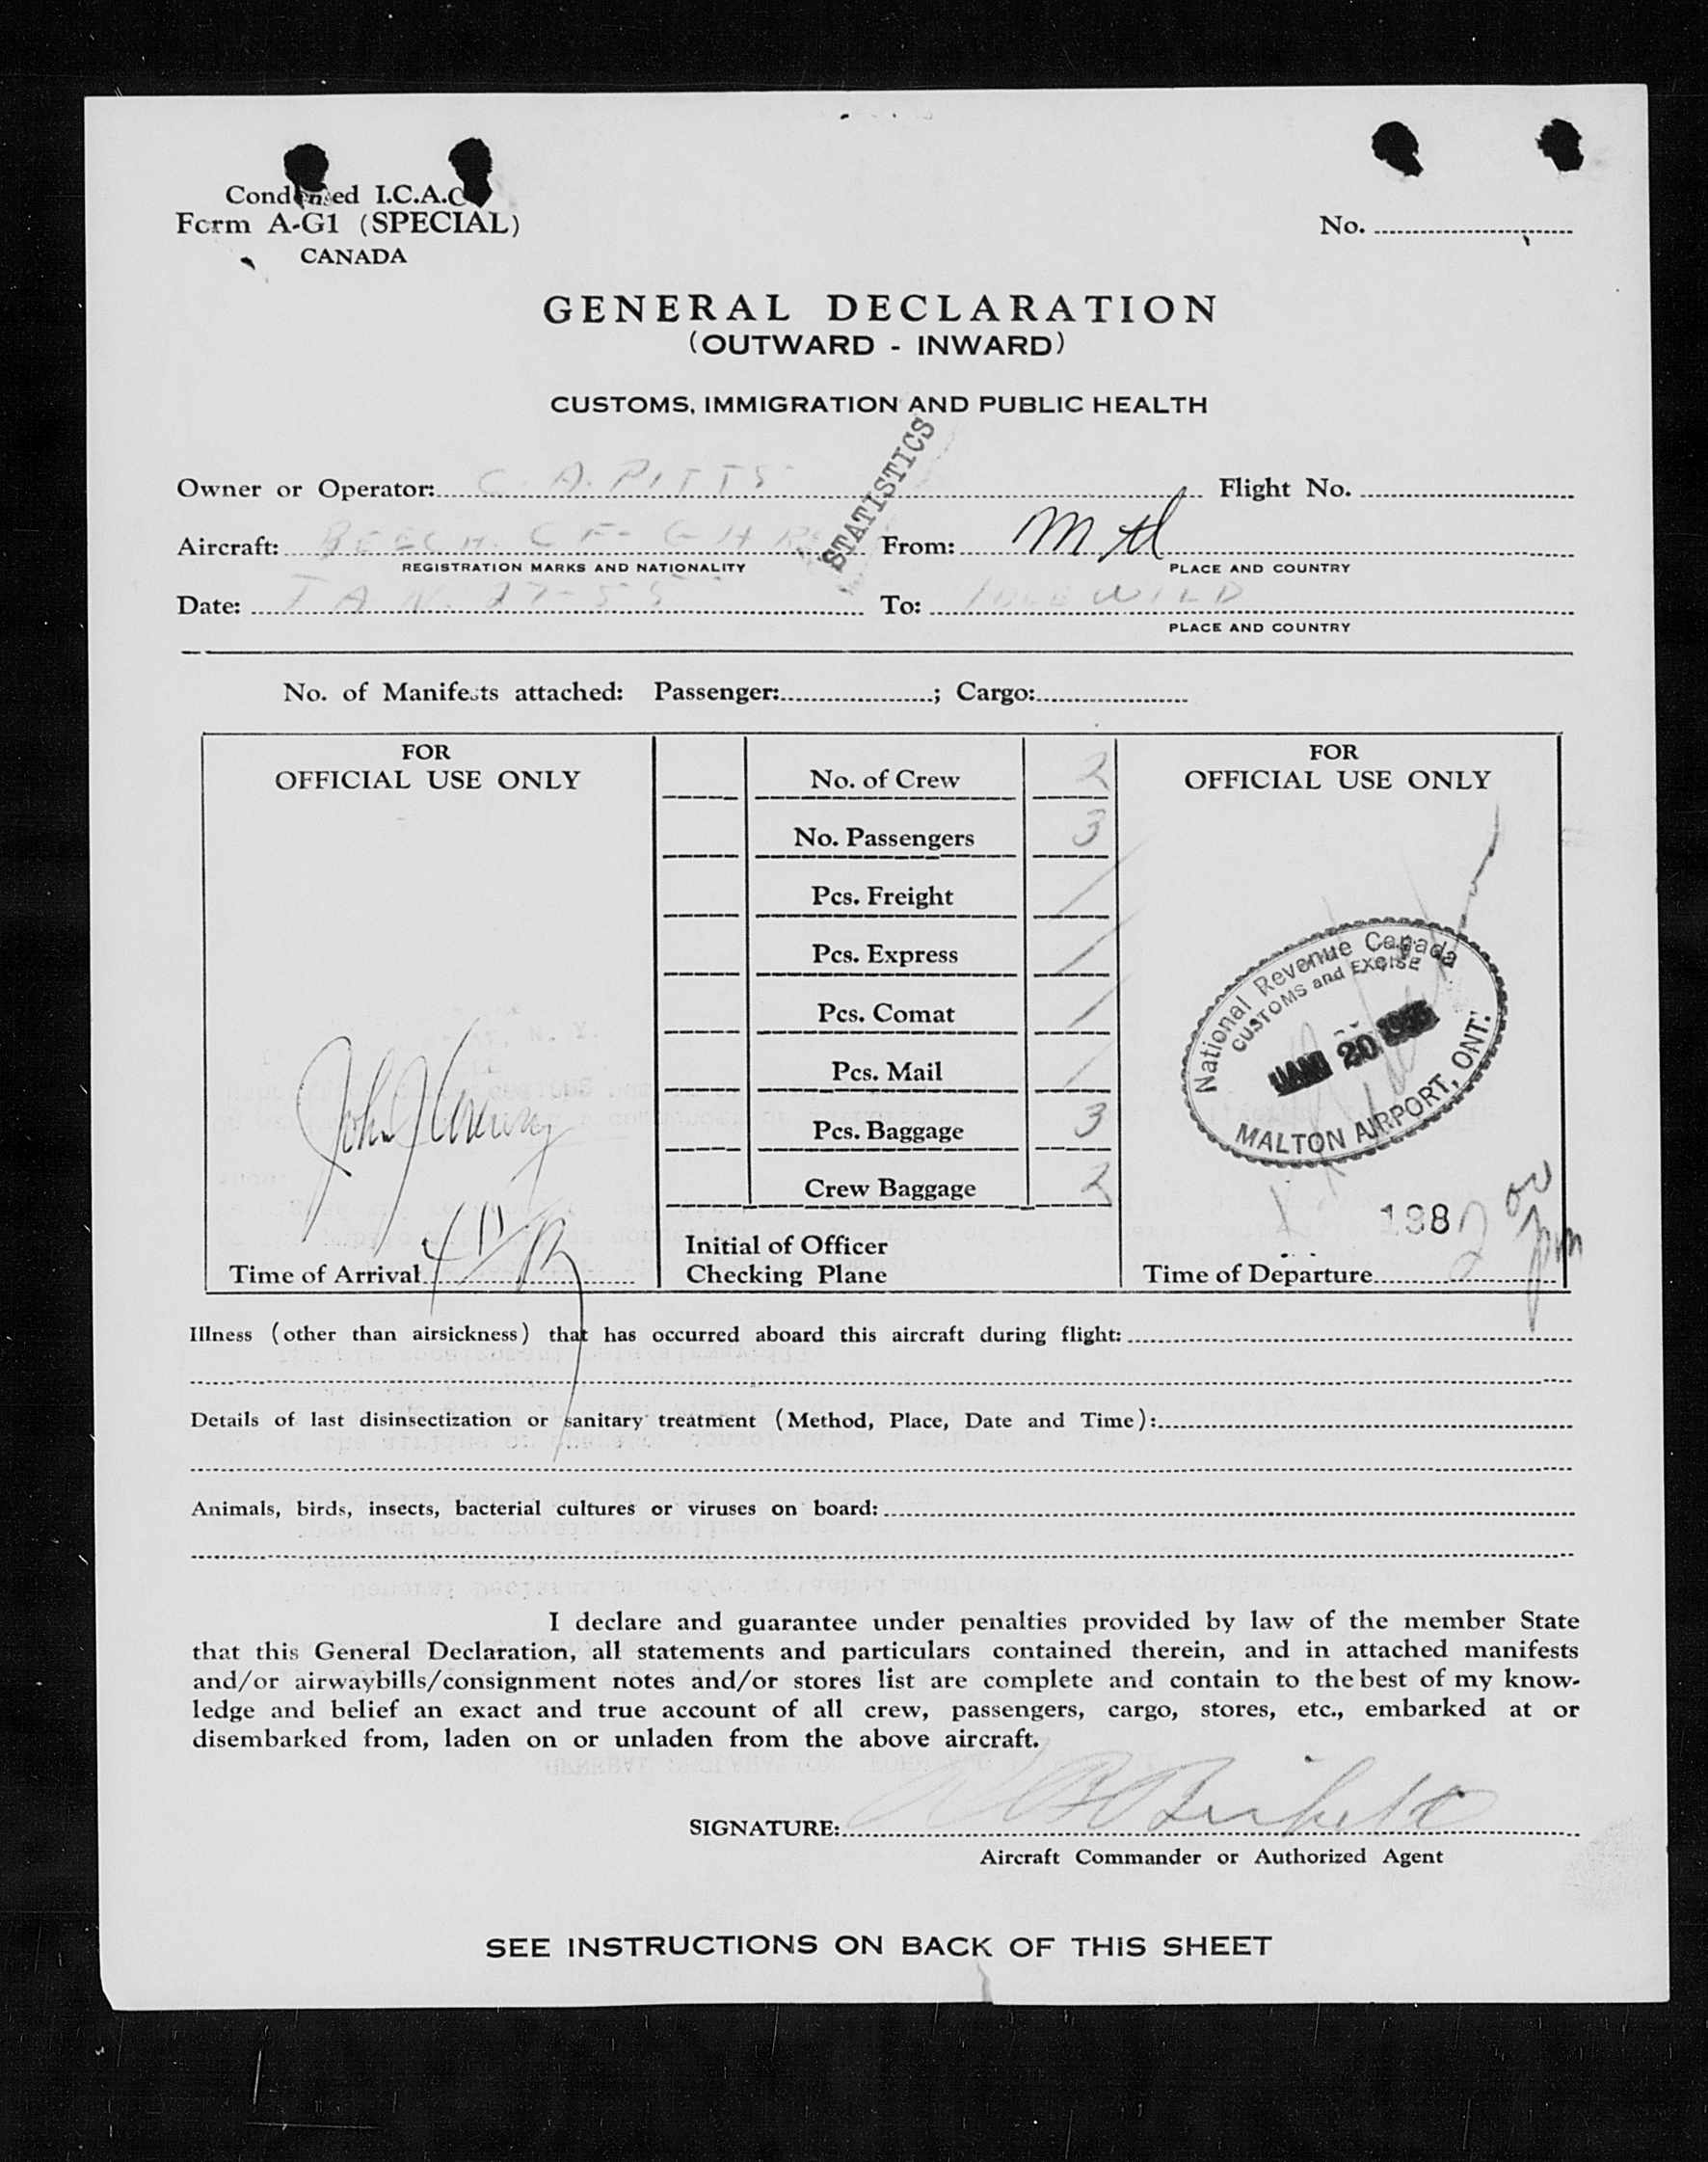 Condensed I.C.A.O.
Form A-G1 (SPECIAL)
CANADA
No.
GENERAL DECLARATION
(OUTWARD - INWARD)
CUSTOMS, IMMIGRATION AND PUBLIC HEALTH
STATISTICS
Owner or Operator: C. A. PITTS Flight No.
Aircraft: BEECH. CF-GHR From: Mtl
REGISTRATION MARKS AND NATIONALITY PLACE AND COUNTRY
Date: JAN. 27-55 To: IDLEWILD
PLACE AND COUNTRY
No. of Manifests attached: Passenger: ; Cargo:
FOR
OFFICIAL USE ONLY
No. of Crew 2
No. Passengers 3
Pcs. Freight /
Pcs. Express /
Pcs. Comat /
Pcs. Mail /
Pcs. Baggage 3
Crew Baggage 2
Initial of Officer
Checking Plane
Time of Arrival
FOR
OFFICIAL USE ONLY
National Revenue Canada
CUSTOMS and EXCISE
JAN 20 1955
MALTON AIRPORT, ONT.
198
Time of Departure 2 00 pm
Illness (other than airsickness) that has occurred aboard this aircraft during flight:
Details of last disinsectization or sanitary treatment (Method, Place, Date and Time):
Animals, birds, insects, bacterial cultures or viruses on board:
I declare and guarantee under penalties provided by law of the member State
that this General Declaration, all statements and particulars contained therein, and in attached manifests
and/or airwaybills/consignment notes and/or stores list are complete and contain to the best of my know-
ledge and belief an exact and true account of all crew, passengers, cargo, stores, etc., embarked at or
disembarked from, laden on or unladen from the above aircraft.
SIGNATURE:
Aircraft Commander or Authorized Agent
SEE INSTRUCTIONS ON BACK OF THIS SHEET